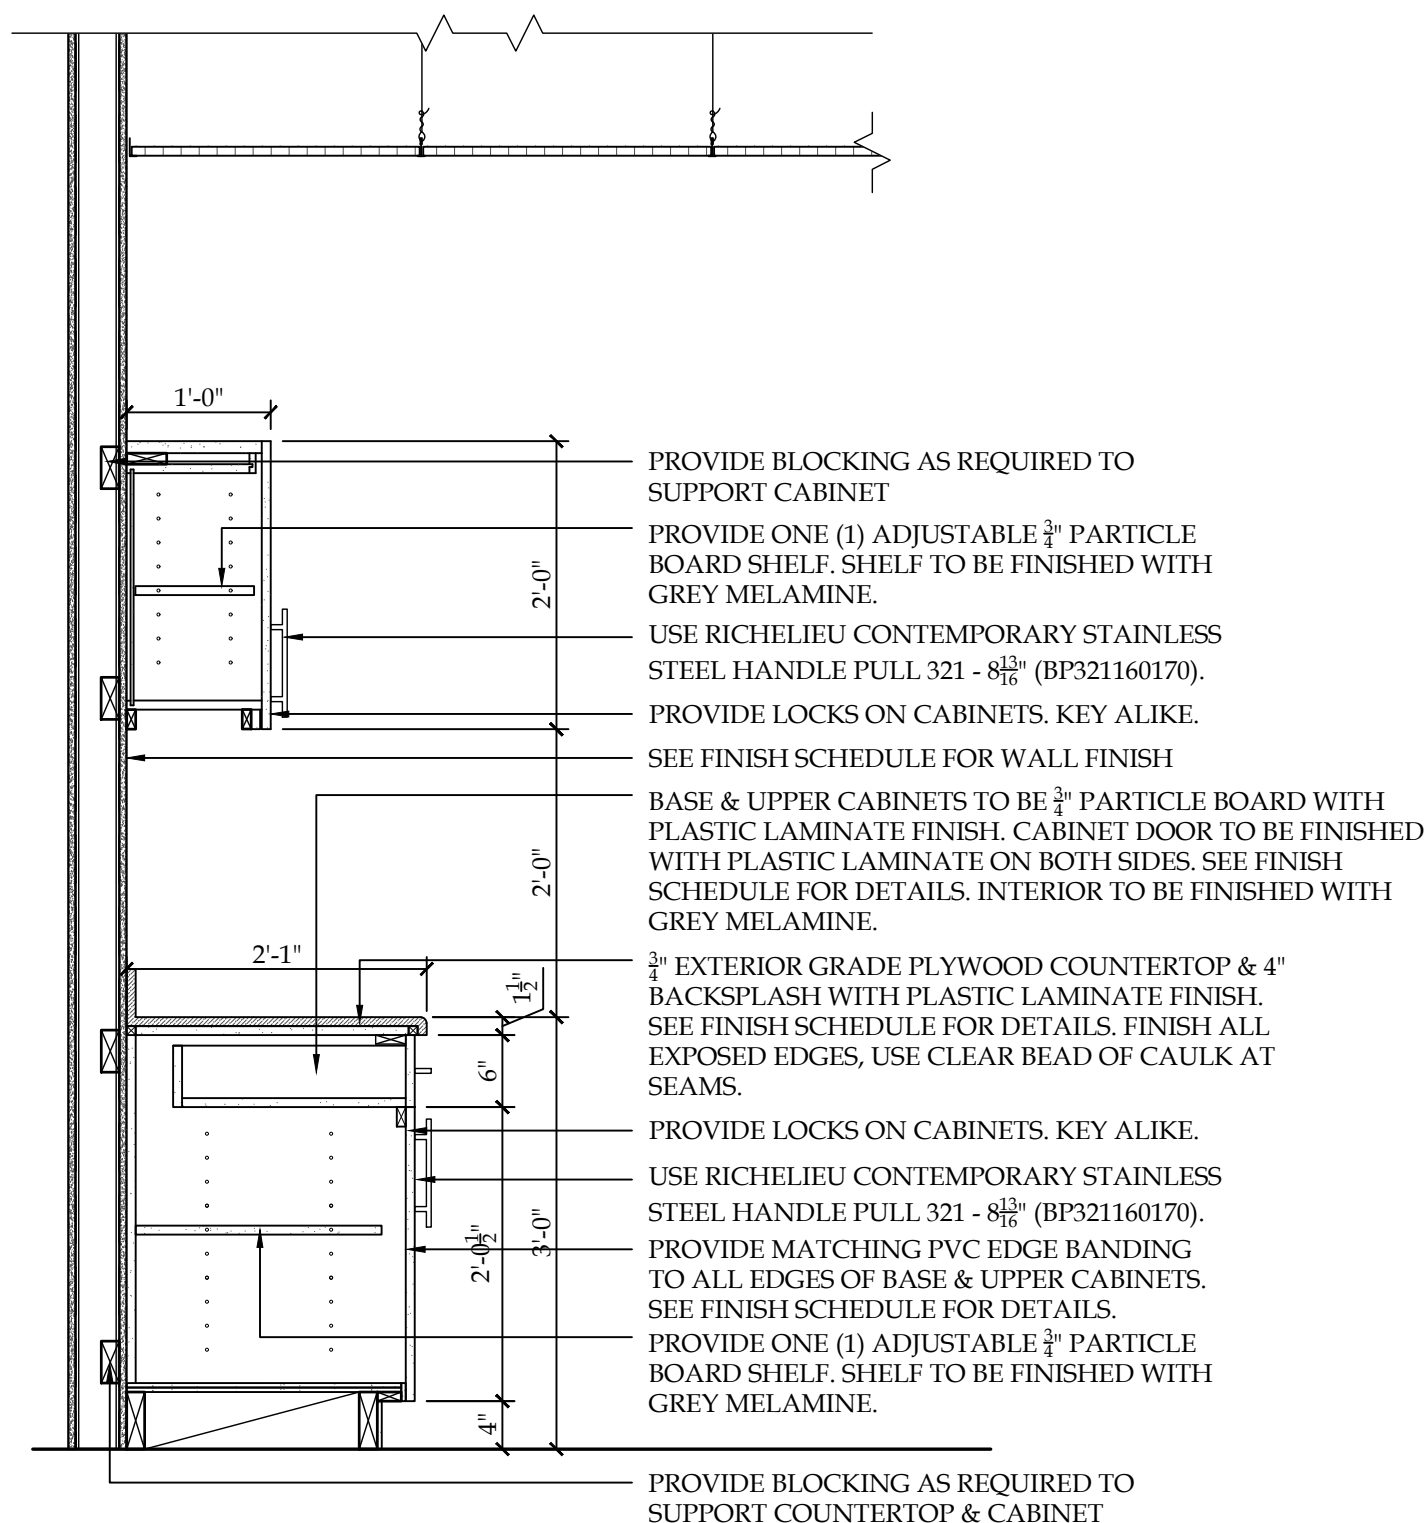 1'-0"
PROVIDE BLOCKING AS REQUIRED TO
SUPPORT CABINET
PROVIDE ONE (1) ADJUSTABLE 3/4" PARTICLE
BOARD SHELF. SHELF TO BE FINISHED WITH
GREY MELAMINE.
2'-0"
USE RICHELIEU CONTEMPORARY STAINLESS
STEEL HANDLE PULL 321 - 8 13/16" (BP321160170).
PROVIDE LOCKS ON CABINETS. KEY ALIKE.
SEE FINISH SCHEDULE FOR WALL FINISH
BASE & UPPER CABINETS TO BE 3/4" PARTICLE BOARD WITH
PLASTIC LAMINATE FINISH. CABINET DOOR TO BE FINISHED
WITH PLASTIC LAMINATE ON BOTH SIDES. SEE FINISH
SCHEDULE FOR DETAILS. INTERIOR TO BE FINISHED WITH
GREY MELAMINE.
2'-0"
2'-1"
3/4" EXTERIOR GRADE PLYWOOD COUNTERTOP & 4"
BACKSPLASH WITH PLASTIC LAMINATE FINISH.
SEE FINISH SCHEDULE FOR DETAILS. FINISH ALL
EXPOSED EDGES, USE CLEAR BEAD OF CAULK AT
SEAMS.
1 1/2"
6"
PROVIDE LOCKS ON CABINETS. KEY ALIKE.
USE RICHELIEU CONTEMPORARY STAINLESS
STEEL HANDLE PULL 321 - 8 13/16" (BP321160170).
PROVIDE MATCHING PVC EDGE BANDING
TO ALL EDGES OF BASE & UPPER CABINETS.
SEE FINISH SCHEDULE FOR DETAILS.
2'-0 1/2"
3'-0"
PROVIDE ONE (1) ADJUSTABLE 3/4" PARTICLE
BOARD SHELF. SHELF TO BE FINISHED WITH
GREY MELAMINE.
4"
PROVIDE BLOCKING AS REQUIRED TO
SUPPORT COUNTERTOP & CABINET